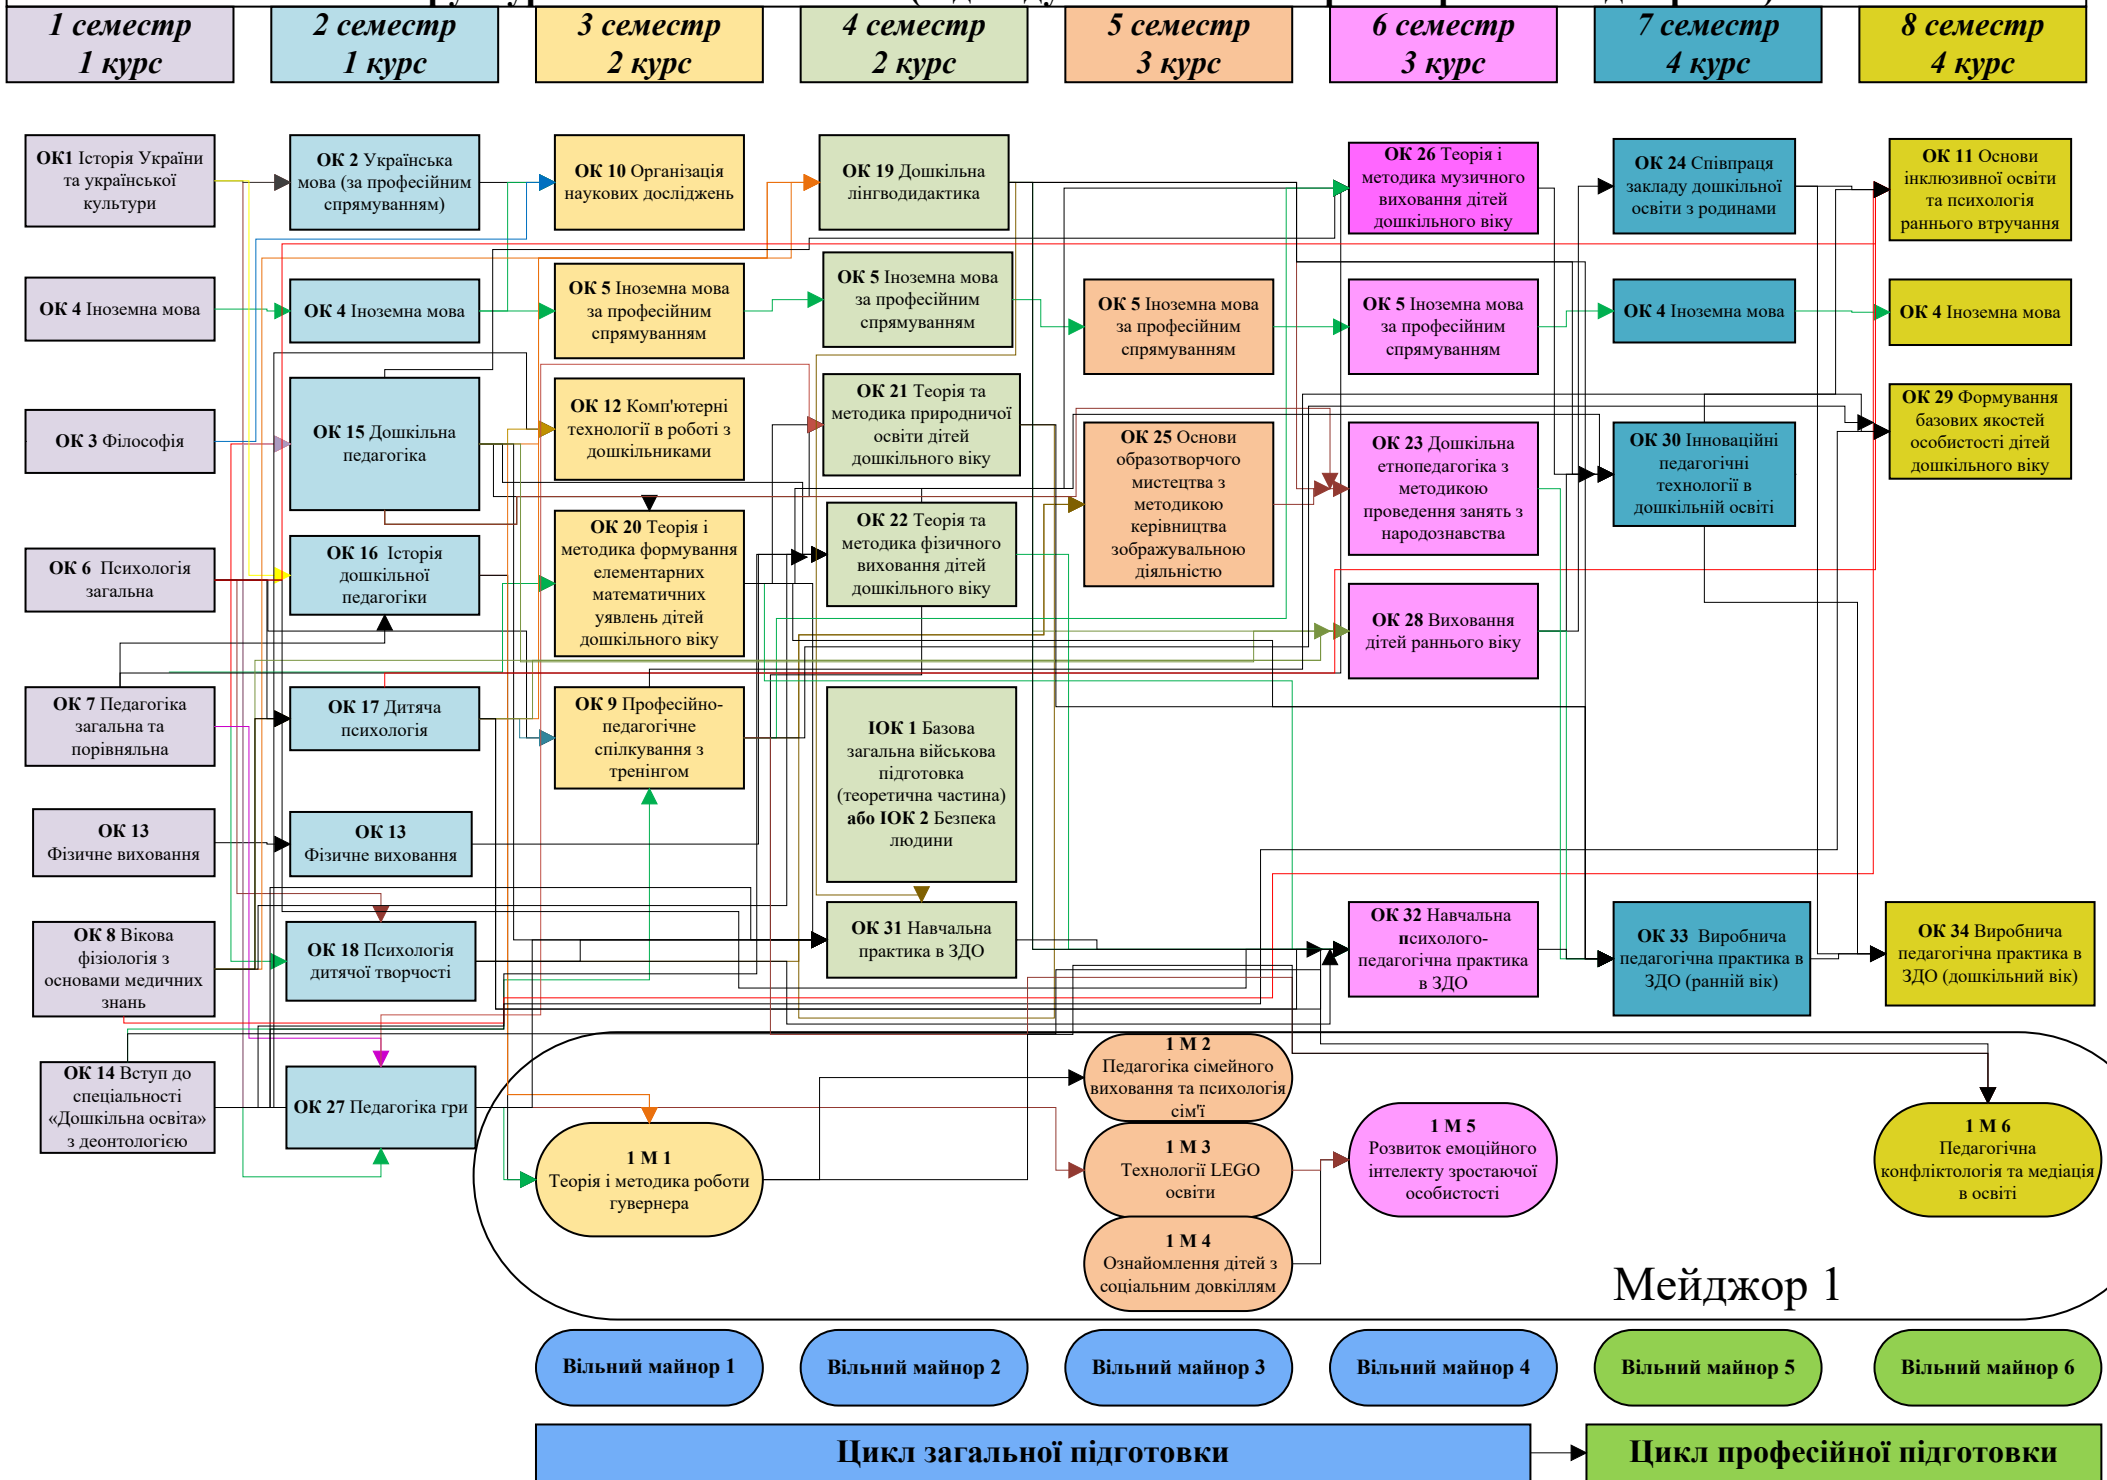 1 семестр
1 курс
2 семестр
1 курс
3 семестр
2 курс
4 семестр
2 курс
5 семестр
3 курс
6 семестр
3 курс
7 семестр
4 курс
8 семестр
4 курс
ОК1 Історія України
та української
культури
ОК 2 Українська
мова (за професійним
спрямуванням)
ОК 10 Організація
наукових досліджень
ОК 19 Дошкільна
лінгводидактика
ОК 26 Теорія і
методика музичного
виховання дітей
дошкільного віку
ОК 24 Співпраця
закладу дошкільної
освіти з родинами
ОК 11 Основи
інклюзивної освіти
та психологія
раннього втручання
ОК 4 Іноземна мова
ОК 4 Іноземна мова
ОК 5 Іноземна мова
за професійним
спрямуванням
ОК 5 Іноземна мова
за професійним
спрямуванням
ОК 5 Іноземна мова
за професійним
спрямуванням
ОК 5 Іноземна мова
за професійним
спрямуванням
ОК 4 Іноземна мова
ОК 4 Іноземна мова
ОК 3 Філософія
ОК 15 Дошкільна
педагогіка
ОК 12 Комп'ютерні
технології в роботі з
дошкільниками
ОК 21 Теорія та
методика природничої
освіти дітей
дошкільного віку
ОК 25 Основи
образотворчого
мистецтва з
методикою
керівництва
зображувальною
діяльністю
ОК 23 Дошкільна
етнопедагогіка з
методикою
проведення занять з
народознавства
ОК 30 Інноваційні
педагогічні
технології в
дошкільній освіті
ОК 29 Формування
базових якостей
особистості дітей
дошкільного віку
ОК 6 Психологія
загальна
ОК 16 Історія
дошкільної
педагогіки
ОК 20 Теорія і
методика формування
елементарних
математичних
уявлень дітей
дошкільного віку
ОК 22 Теорія та
методика фізичного
виховання дітей
дошкільного віку
ОК 28 Виховання
дітей раннього віку
ОК 7 Педагогіка
загальна та
порівняльна
ОК 17 Дитяча
психологія
ОК 9 Професійно-
педагогічне
спілкування з
тренінгом
ІОК 1 Базова
загальна військова
підготовка
(теоретична частина)
або ІОК 2 Безпека
людини
ОК 13
Фізичне виховання
ОК 13
Фізичне виховання
ОК 8 Вікова
фізіологія з
основами медичних
знань
ОК 18 Психологія
дитячої творчості
ОК 31 Навчальна
практика в ЗДО
ОК 32 Навчальна
психолого-
педагогічна практика
в ЗДО
ОК 33 Виробнича
педагогічна практика в
ЗДО (ранній вік)
ОК 34 Виробнича
педагогічна практика в
ЗДО (дошкільний вік)
ОК 14 Вступ до
спеціальності
«Дошкільна освіта»
з деонтологією
ОК 27 Педагогіка гри
1 М 1
Теорія і методика роботи
гувернера
1 М 2
Педагогіка сімейного
виховання та психологія
сім'ї
1 М 3
Технології LEGO
освіти
1 М 4
Ознайомлення дітей з
соціальним довкіллям
1 М 5
Розвиток емоційного
інтелекту зростаючої
особистості
1 М 6
Педагогічна
конфліктологія та медіація
в освіті
Мейджор 1
Вільний майнор 1
Вільний майнор 2
Вільний майнор 3
Вільний майнор 4
Вільний майнор 5
Вільний майнор 6
Цикл загальної підготовки
Цикл професійної підготовки